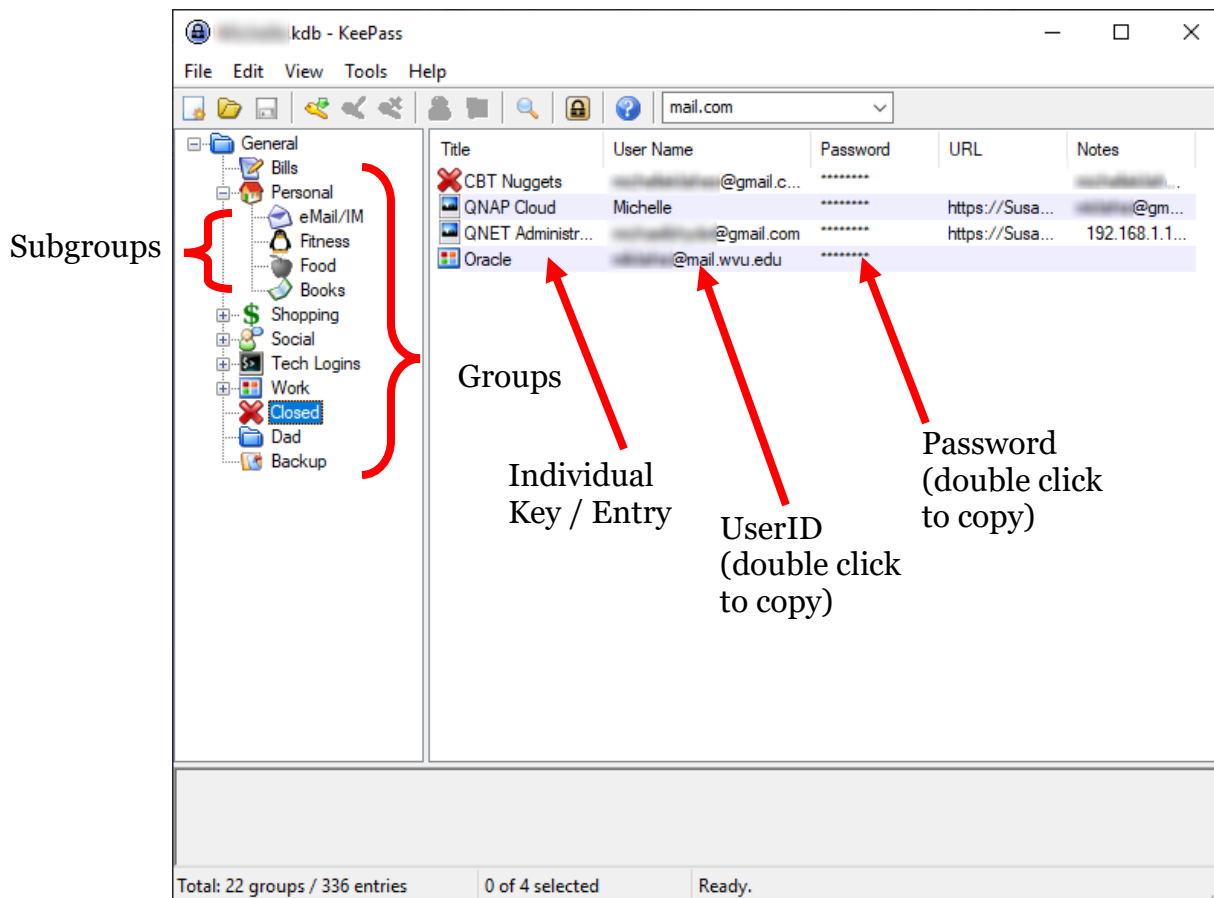 kdb - KeePass
File Edit View Tools Help
mail.com
General
Bills
Personal
eMail/IM
Fitness
Food
Books
Shopping
Social
Tech Logins
Work
Closed
Dad
Backup
Title User Name Password URL Notes
CBT Nuggets @gmail.c... ******** ...
QNAP Cloud Michelle ******** https://Susa... @gm...
QNET Administr... @gmail.com ******** https://Susa... 192.168.1.1...
Oracle @mail.wvu.edu ********
Subgroups
Groups
Individual
Key / Entry
UserID
(double click
to copy)
Password
(double click
to copy)
Total: 22 groups / 336 entries 0 of 4 selected Ready.